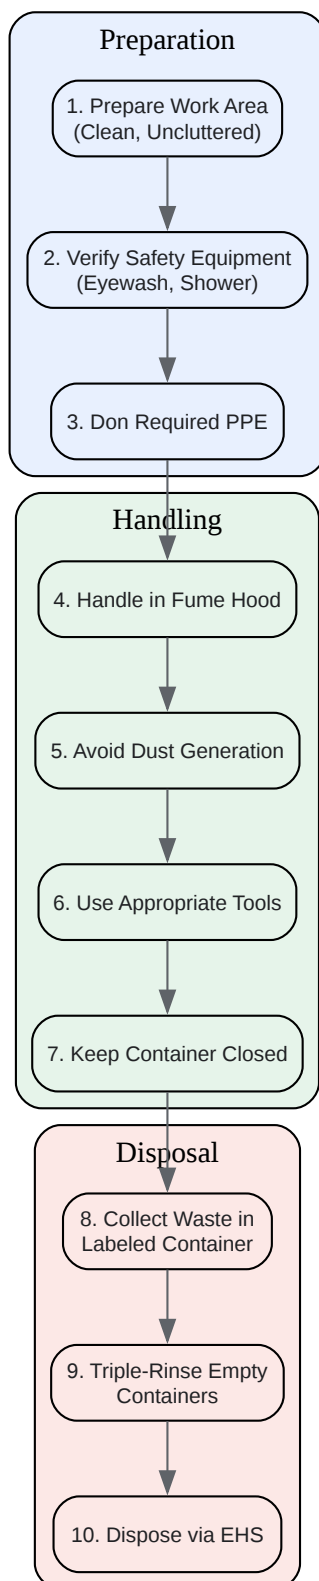 Preparation
1. Prepare Work Area
(Clean, Uncluttered)
2. Verify Safety Equipment
(Eyewash, Shower)
3. Don Required PPE
Handling
4. Handle in Fume Hood
5. Avoid Dust Generation
6. Use Appropriate Tools
7. Keep Container Closed
Disposal
8. Collect Waste in
Labeled Container
9. Triple-Rinse Empty
Containers
10. Dispose via EHS